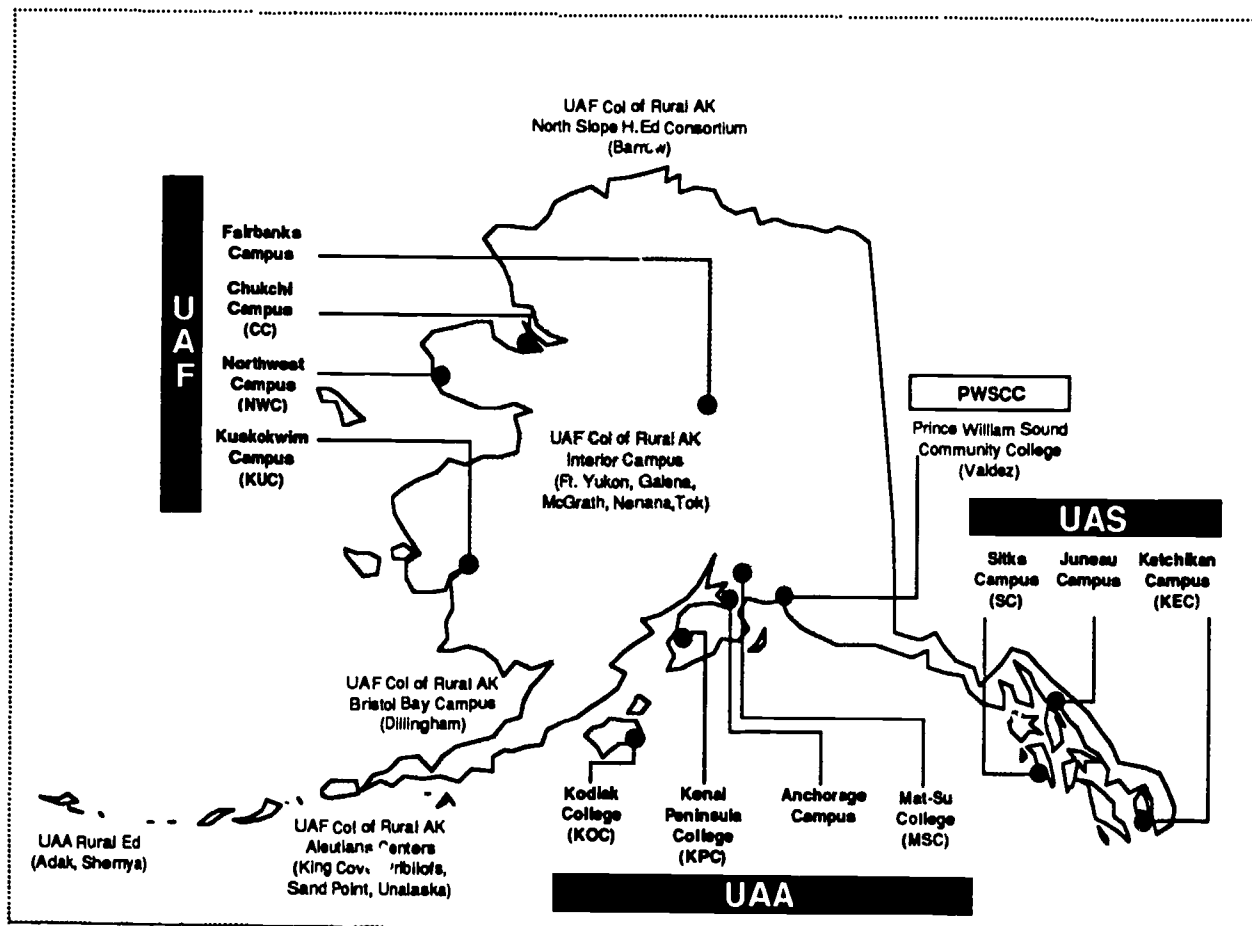 UAF Col of Rural AK
North Slope H.Ed Consortium
(Barrow)
UAF
Fairbanks
Campus
Chukchi
Campus
(CC)
Northwest
Campus
(NWC)
Kuskokwim
Campus
(KUC)
UAF Col of Rural AK
Interior Campus
(Ft. Yukon, Galena,
McGrath, Nenana,Tok)
PWSCC
Prince William Sound
Community College
(Valdez)
UAS
Sitka
Campus
(SC)
Juneau
Campus
Ketchikan
Campus
(KEC)
UAF Col of Rural AK
Bristol Bay Campus
(Dillingham)
UAA Rural Ed
(Adak, Shemya)
UAF Col of Rural AK
Aleutians Centers
(King
Sand Point, Unalaska)
Kodiak
College
(KOC)
Kenai
Peninsula
College
(KPC)
Anchorage
Campus
Mat-Su
College
(MSC)
UAA